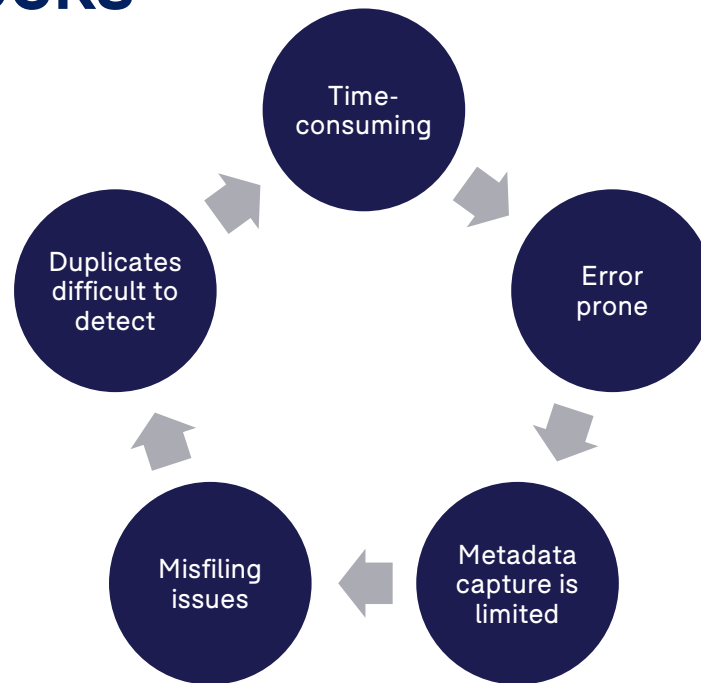 Time-
consuming
Error
prone
Metadata
capture is
limited
Misfiling
issues
Duplicates
difficult to
detect